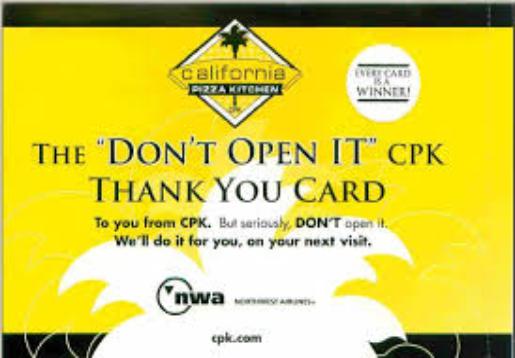 california
PIZZA KITCHEN
EVERY CARD
IS A
WINNER!
THE "DON'T OPEN IT" CPK
THANK YOU CARD
To you from CPK. But seriously, DON'T open it.
We'll do it for you, on your next visit.
nwa NORTHWEST AIRLINES
cpk.com